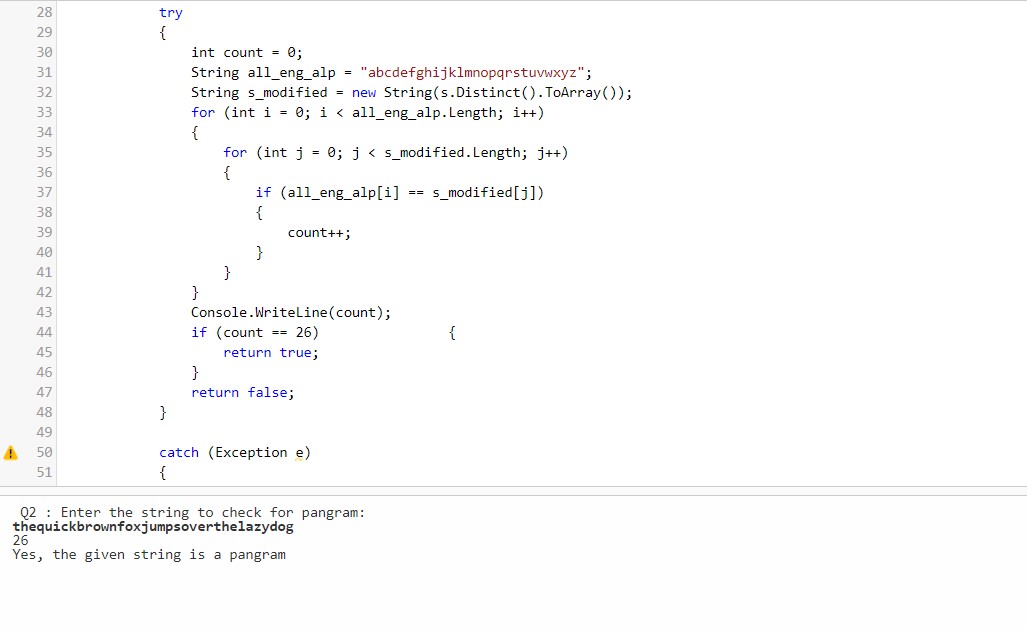 28 try
29 {
30 int count = 0;
31 String all_eng_alp = "abcdefghijklmnopqrstuvwxyz";
32 String s_modified = new String(s.Distinct().ToArray());
33 for (int i = 0; i < all_eng_alp.Length; i++)
34 {
35 for (int j = 0; j < s_modified.Length; j++)
36 {
37 if (all_eng_alp[i] == s_modified[j])
38 {
39 count++;
40 }
41 }
42 }
43 Console.WriteLine(count);
44 if (count == 26) {
45 return true;
46 }
47 return false;
48 }
49
50 catch (Exception e)
51 {
Q2 : Enter the string to check for pangram:
thequickbrownfoxjumpsoverthelazydog
26
Yes, the given string is a pangram